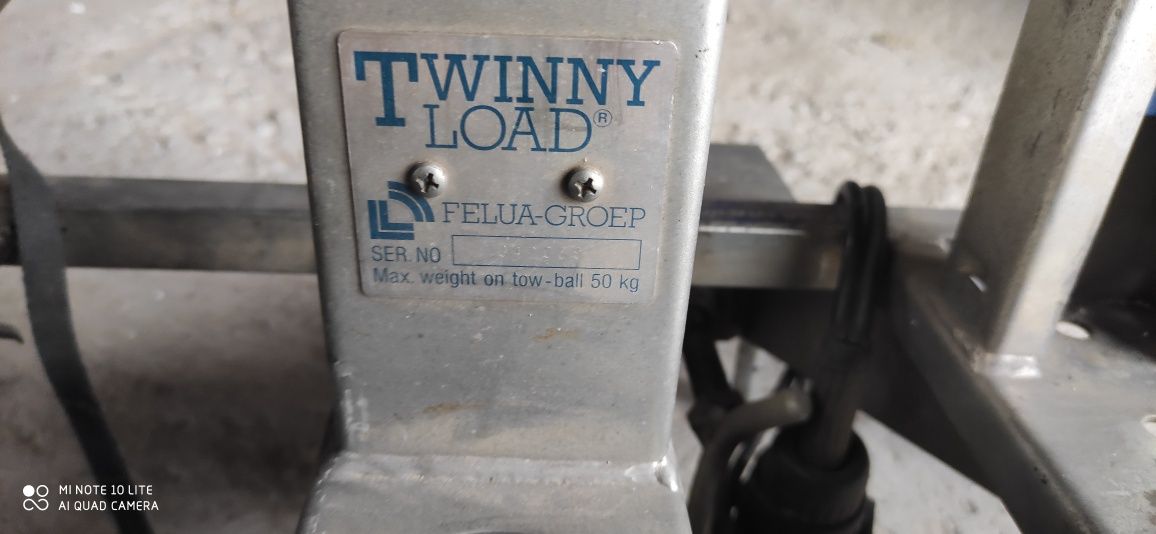 TWINNY
LOAD®
FELUA-GROEP
SER. NO
Max. weight on tow-ball 50 kg
MI NOTE 10 LITE
AI QUAD CAMERA